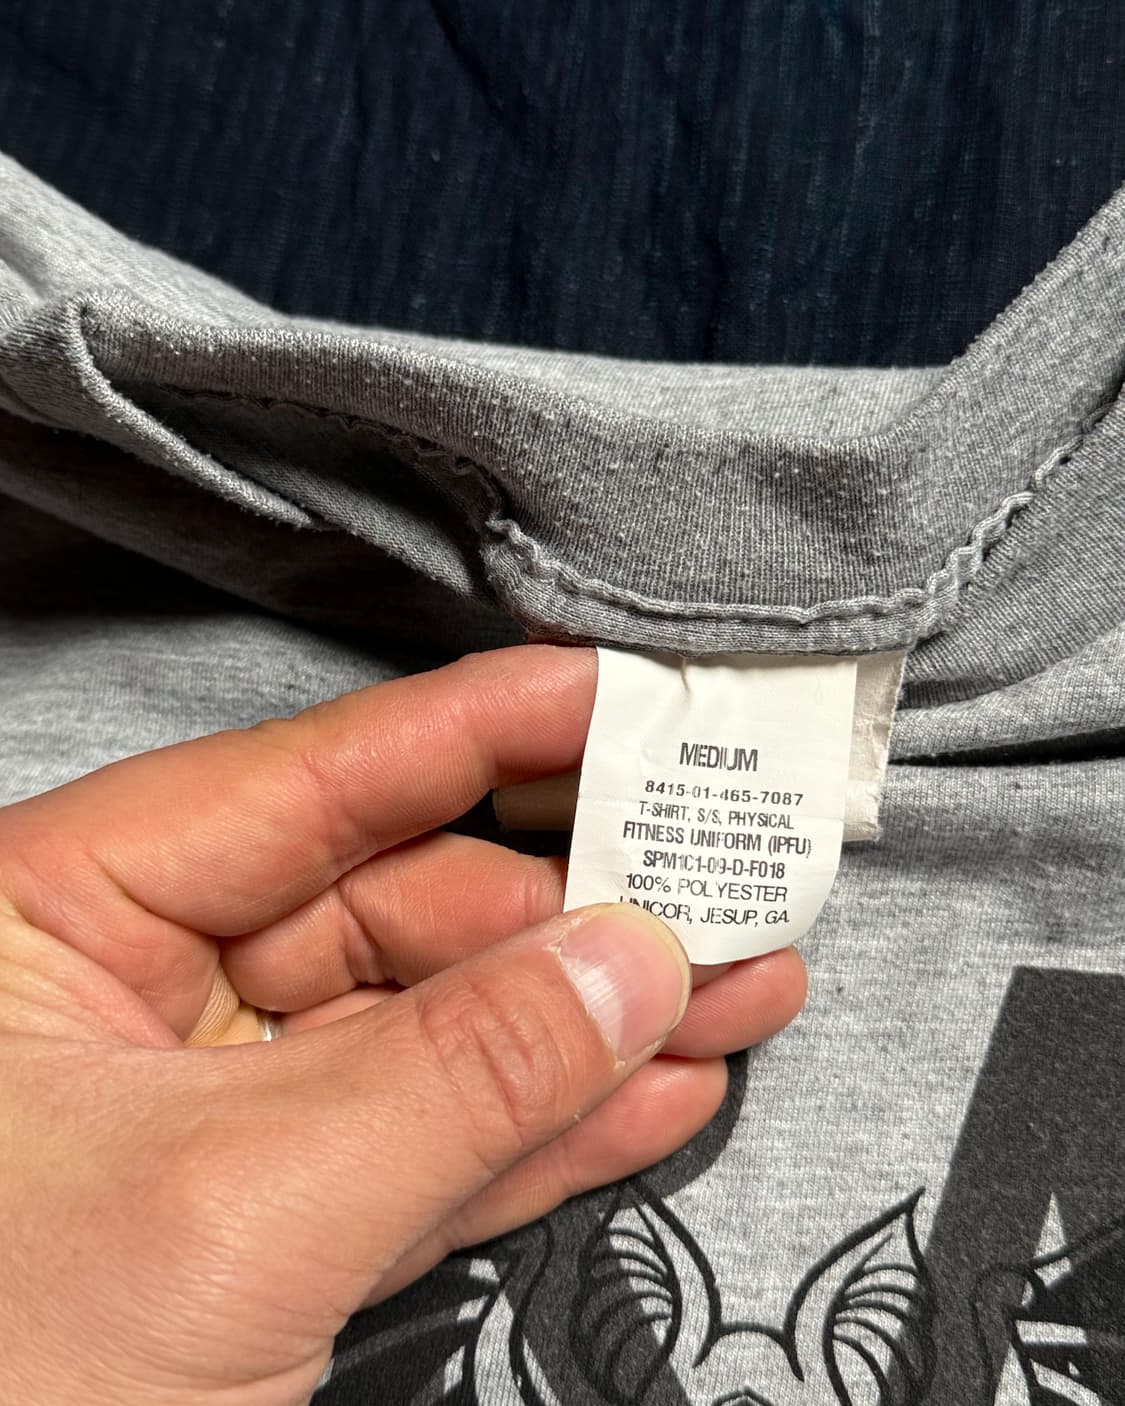 MEDIUM
8415-01-465-7087
T-SHIRT, S/S, PHYSICAL
FITNESS UNIFORM (IPFU)
SPM1C1-09-D-F018
100% POLYESTER
UNICOR, JESUP, GA